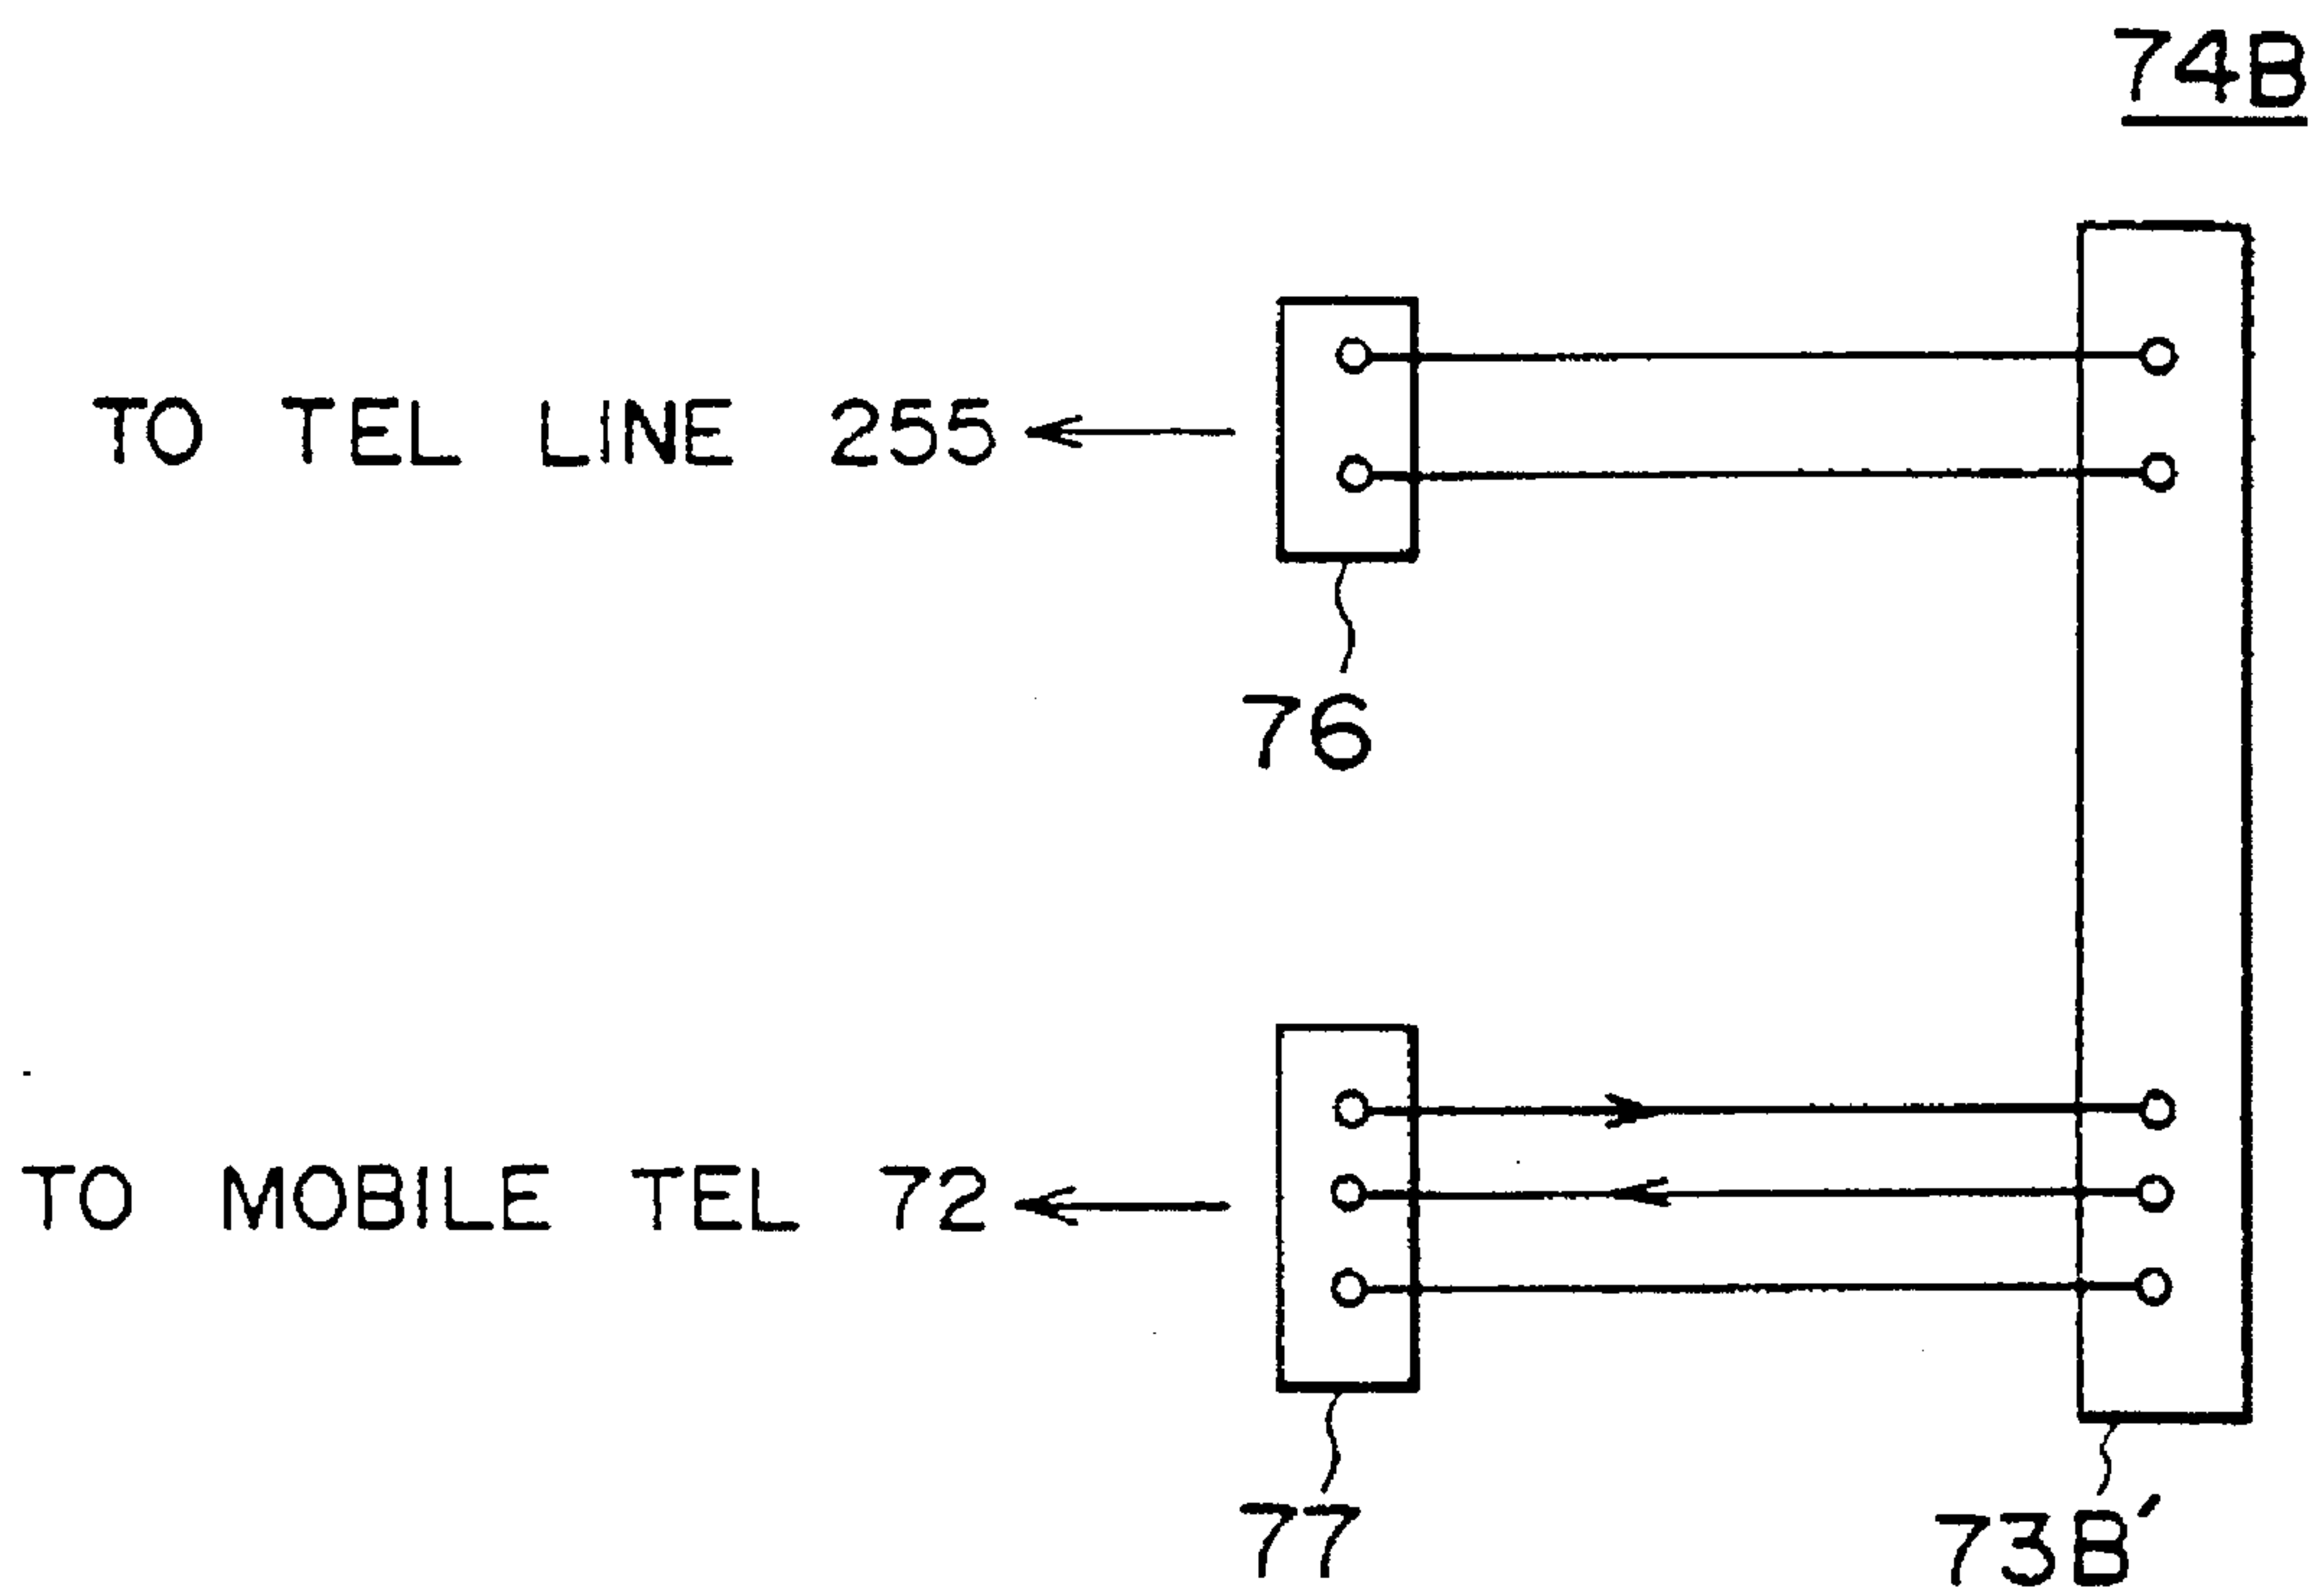 74B
TO TEL LINE 255
76
TO MOBILE TEL 72
77
73B′